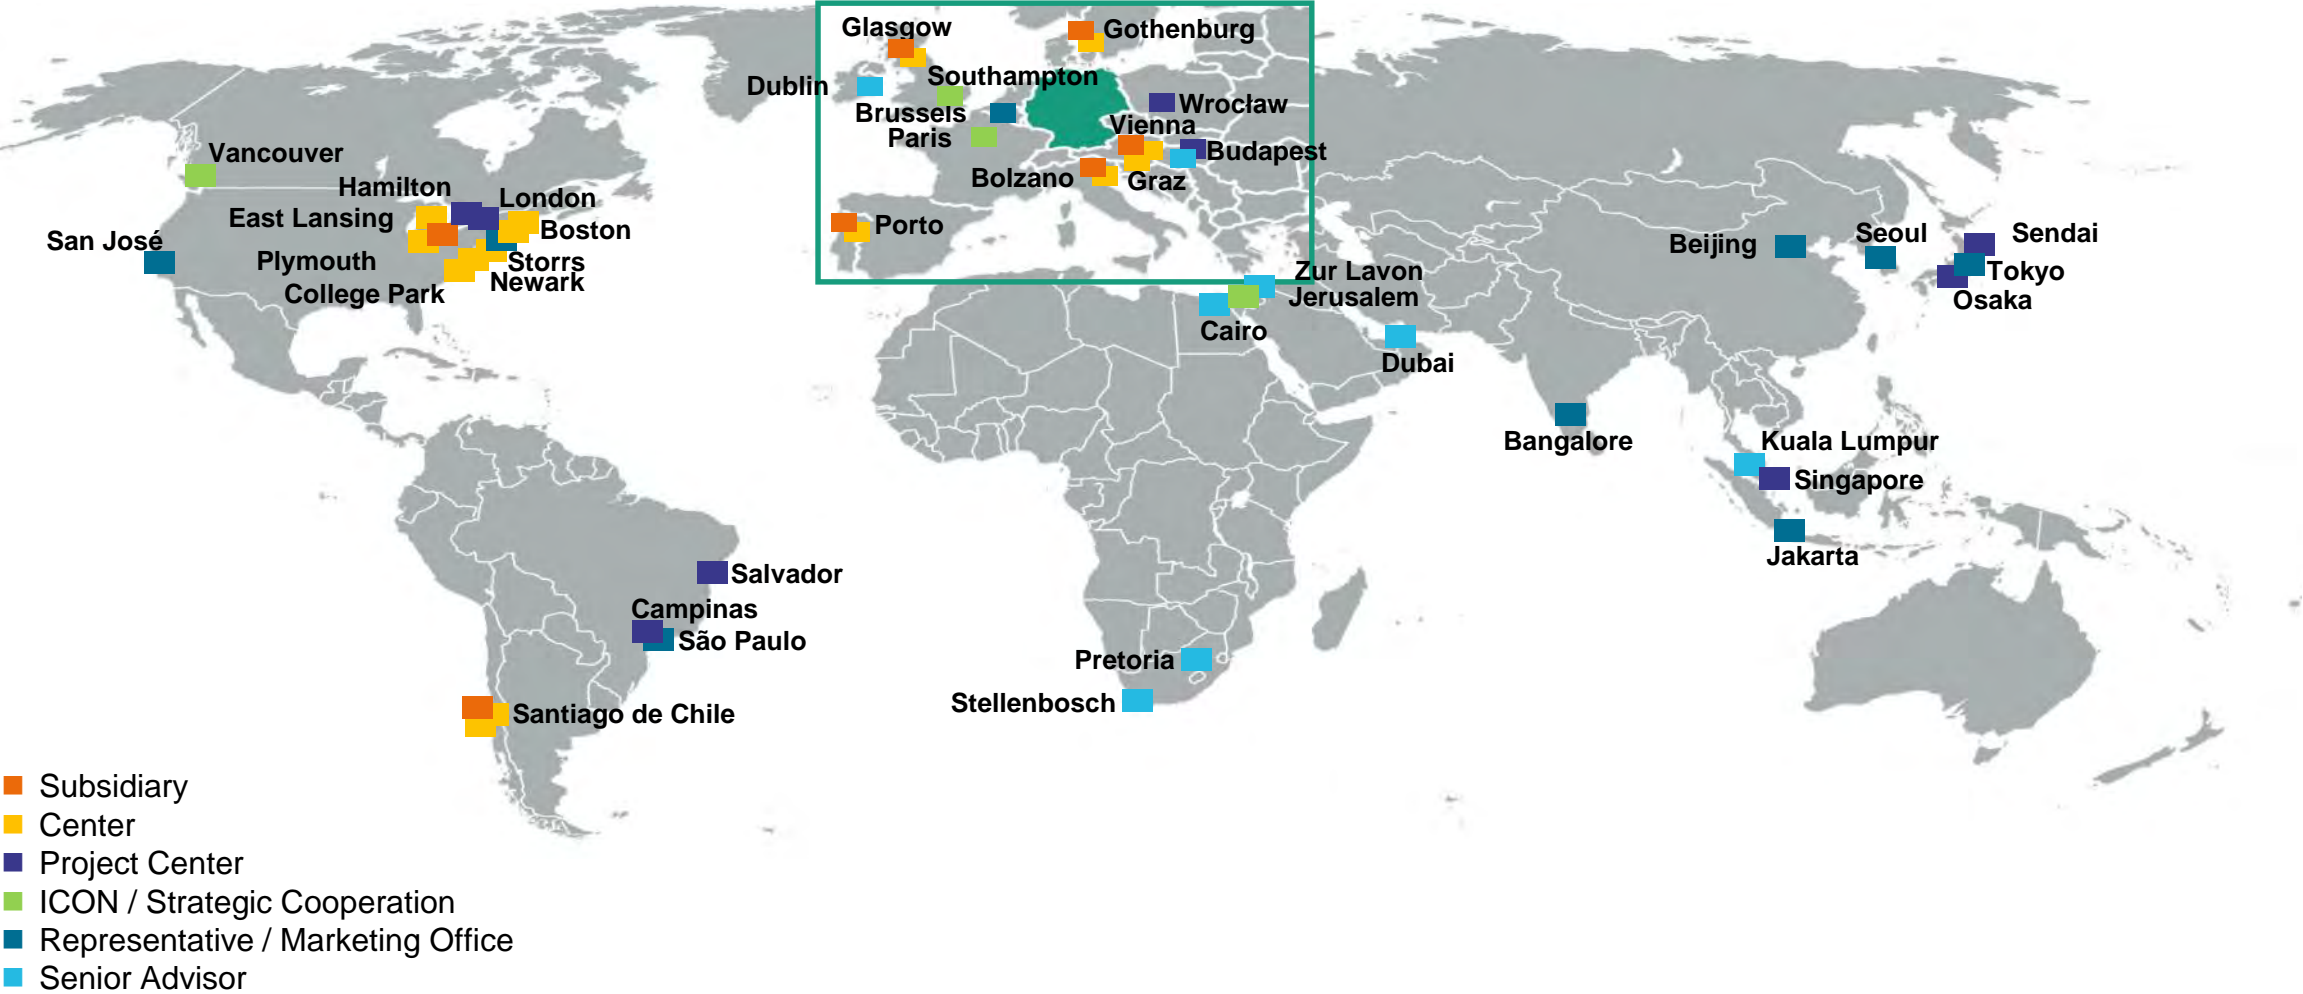 Glasgow
Gothenburg
Dublin
Southampton
Brussels
Wrocław
Paris
Vienna
Budapest
Bolzano
Graz
Porto
Vancouver
Hamilton
London
East Lansing
Boston
San José
Plymouth
Storrs
Newark
College Park
Zur Lavon
Jerusalem
Cairo
Dubai
Beijing
Seoul
Sendai
Tokyo
Osaka
Bangalore
Kuala Lumpur
Singapore
Jakarta
Salvador
Campinas
São Paulo
Pretoria
Stellenbosch
Santiago de Chile
Subsidiary
Center
Project Center
ICON / Strategic Cooperation
Representative / Marketing Office
Senior Advisor